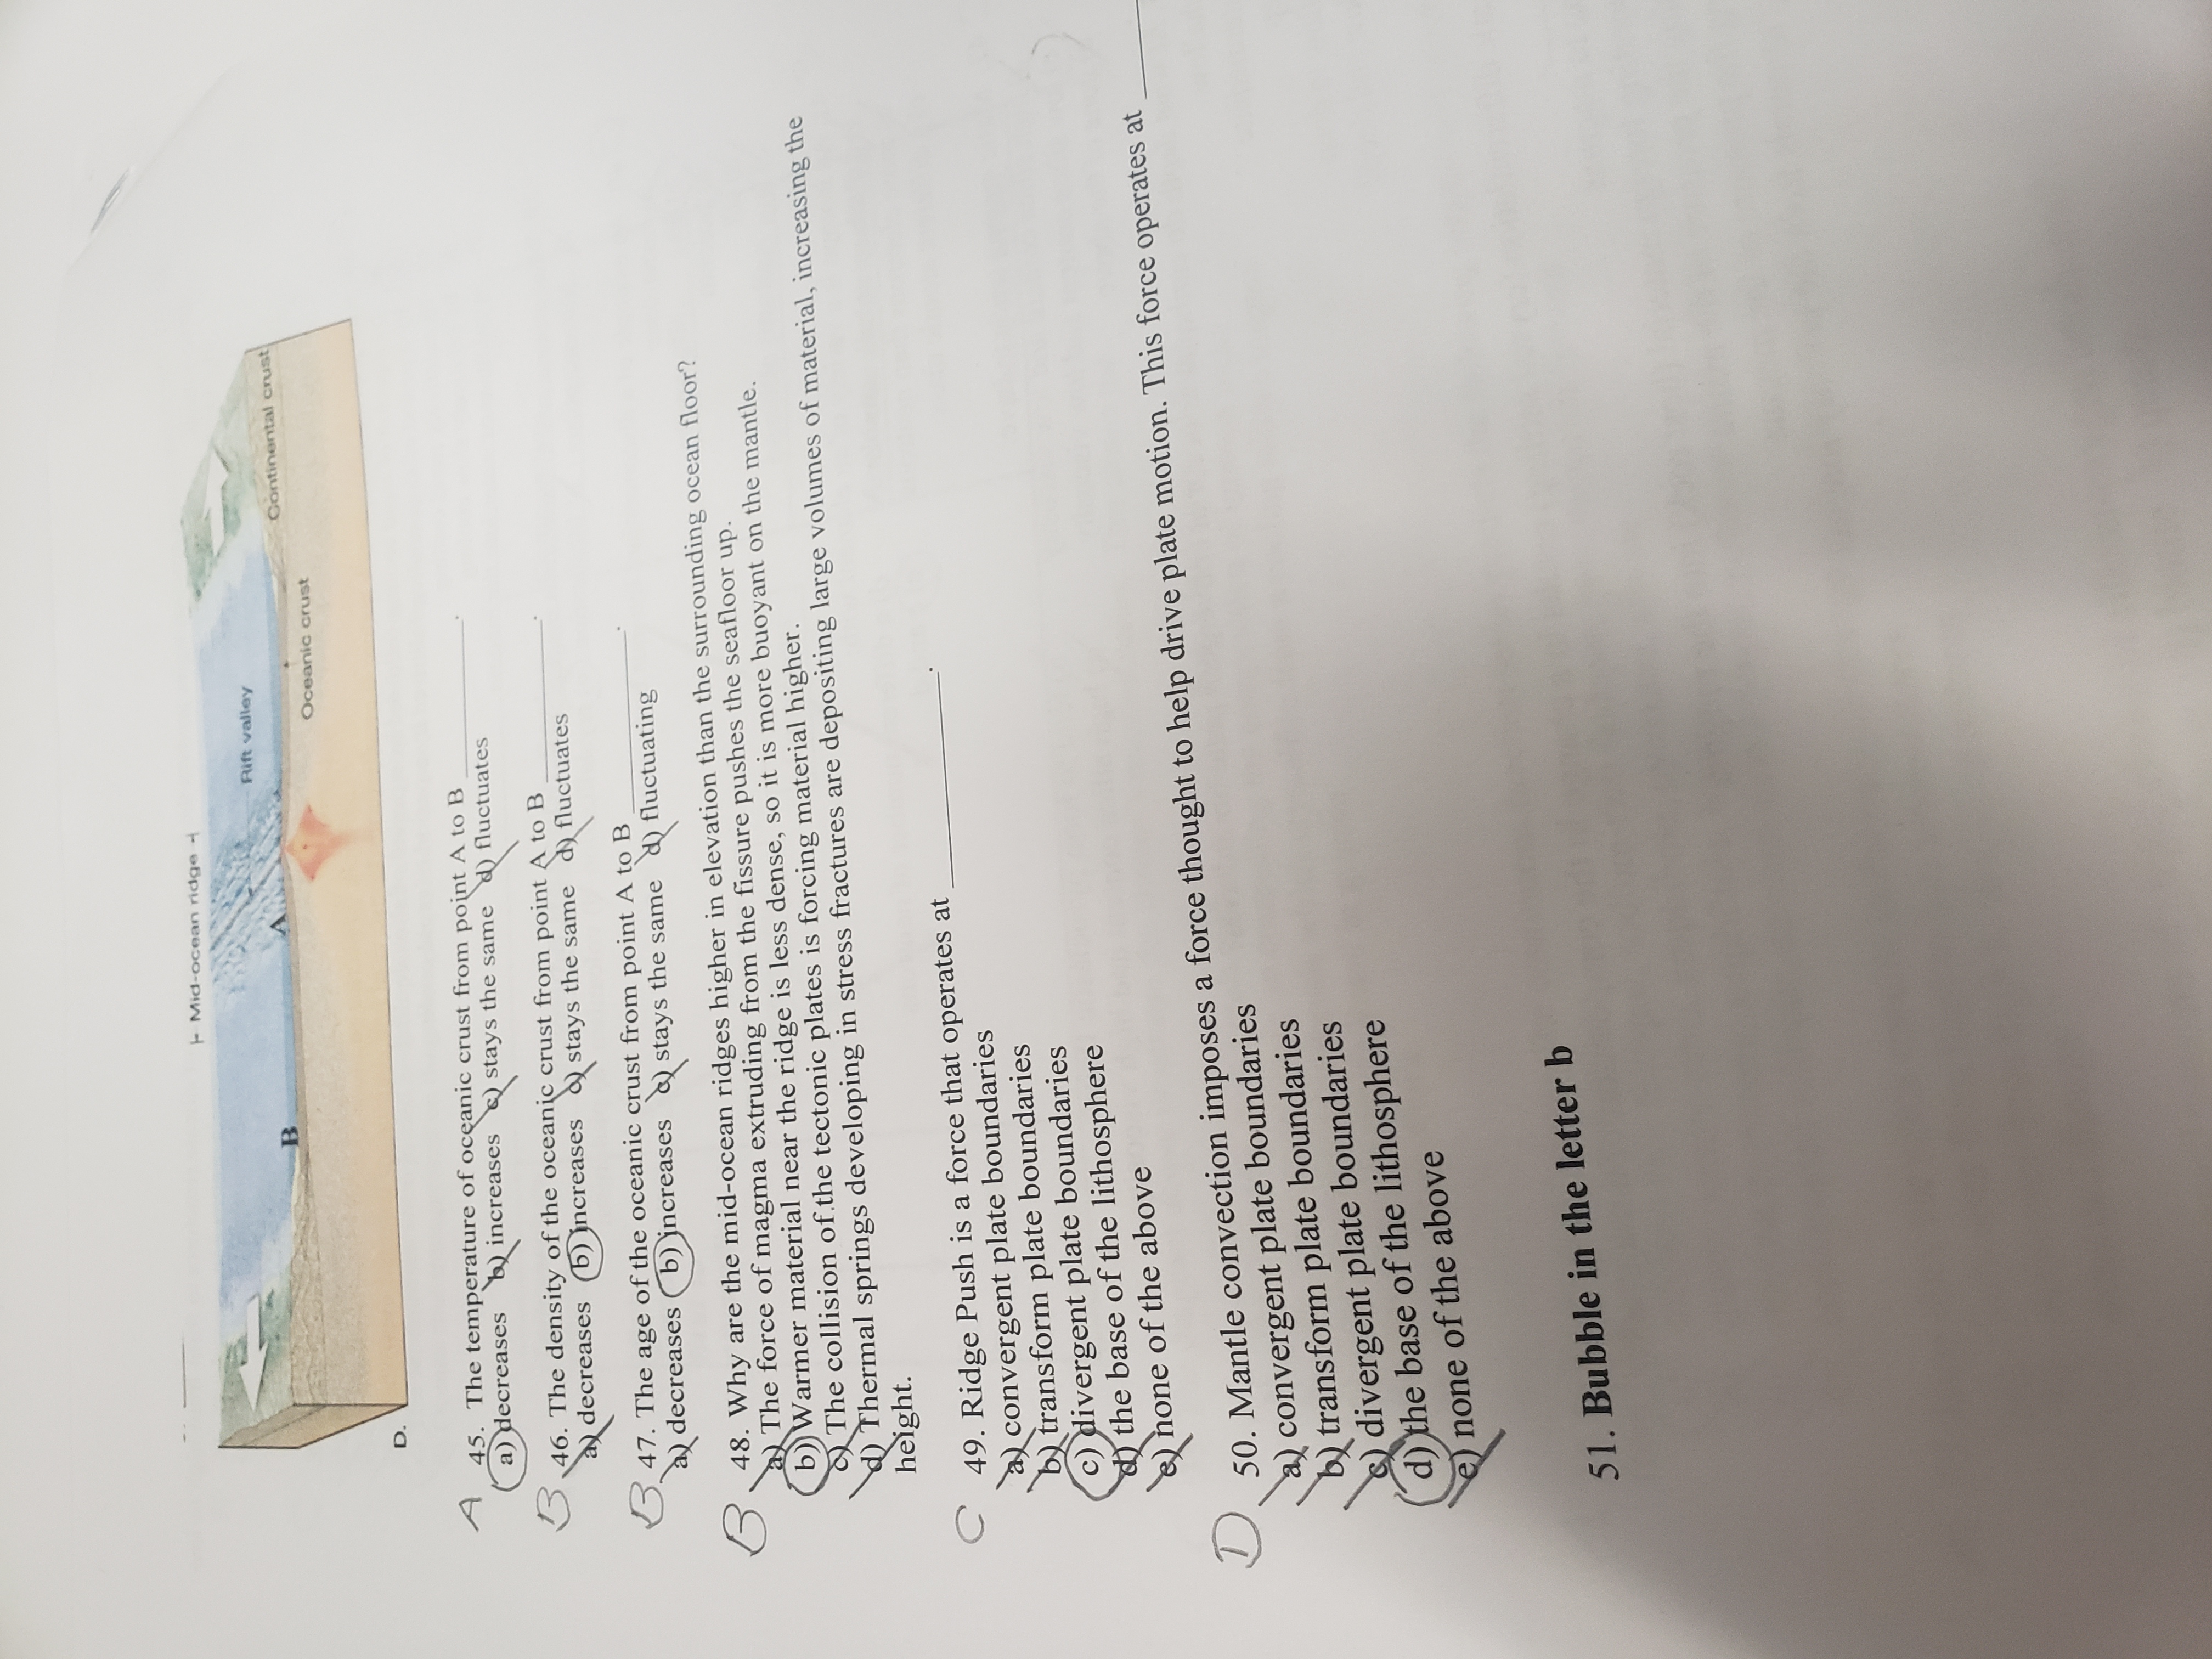 Mid-ocean ridge
Rift valley
Continental crust
B
A
Oceanic crust
D.
A 45. The temperature of oceanic crust from point A to B __________.
a) decreases b) increases c) stays the same d) fluctuates
B 46. The density of the oceanic crust from point A to B __________.
a) decreases b) increases c) stays the same d) fluctuates
B 47. The age of the oceanic crust from point A to B __________.
a) decreases b) increases c) stays the same d) fluctuating
B 48. Why are the mid-ocean ridges higher in elevation than the surrounding ocean floor?
a) The force of magma extruding from the fissure pushes the seafloor up.
b) Warmer material near the ridge is less dense, so it is more buoyant on the mantle.
c) The collision of the tectonic plates is forcing material higher.
d) Thermal springs developing in stress fractures are depositing large volumes of material, increasing the
height.
C 49. Ridge Push is a force that operates at __________.
a) convergent plate boundaries
b) transform plate boundaries
c) divergent plate boundaries
d) the base of the lithosphere
e) none of the above
D 50. Mantle convection imposes a force thought to help drive plate motion. This force operates at ______
a) convergent plate boundaries
b) transform plate boundaries
c) divergent plate boundaries
d) the base of the lithosphere
e) none of the above
51. Bubble in the letter b